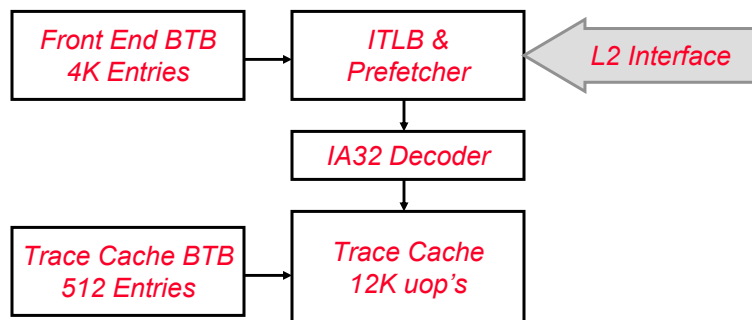 Front End BTB
4K Entries
ITLB &
Prefetcher
L2 Interface
IA32 Decoder
Trace Cache BTB
512 Entries
Trace Cache
12K uop's